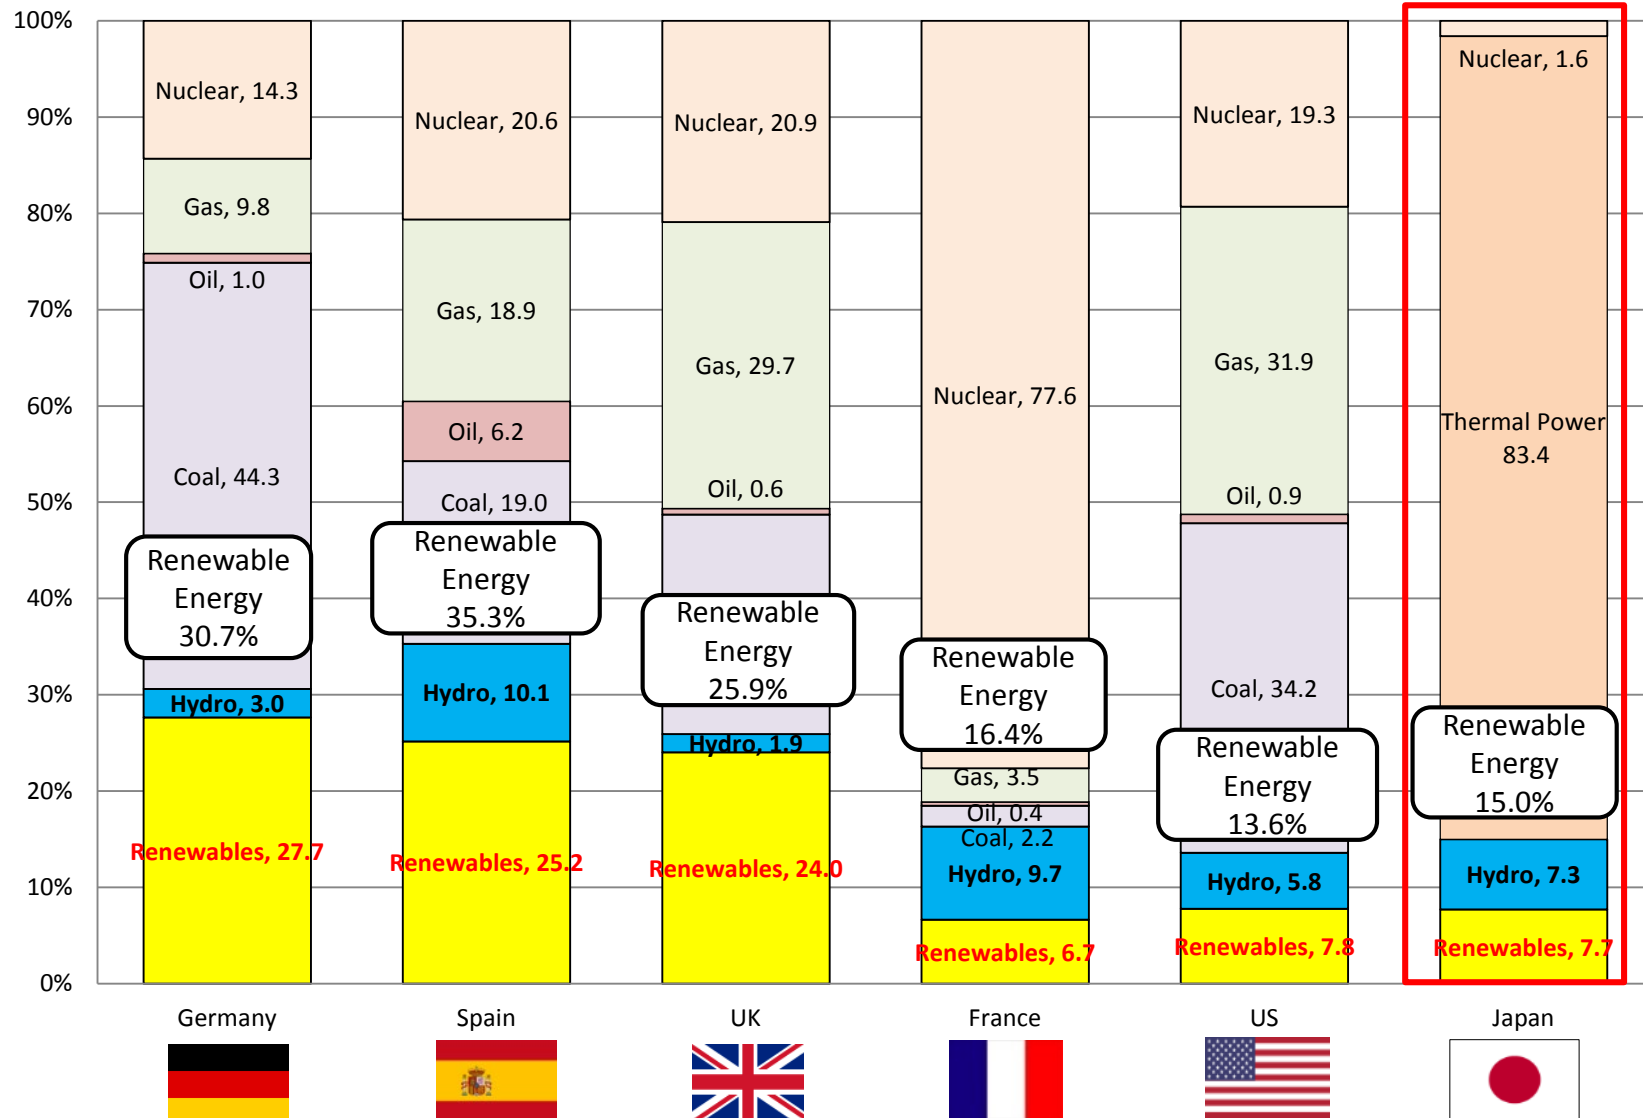 100%
90%
80%
70%
60%
50%
40%
30%
20%
10%
0%
Nuclear, 14.3
Gas, 9.8
Oil, 1.0
Coal, 44.3
Renewable
Energy
30.7%
Hydro, 3.0
Renewables, 27.7
Germany
Nuclear, 20.6
Gas, 18.9
Oil, 6.2
Coal, 19.0
Renewable
Energy
35.3%
Hydro, 10.1
Renewables, 25.2
Spain
Nuclear, 20.9
Gas, 29.7
Oil, 0.6
Renewable
Energy
25.9%
Hydro, 1.9
Renewables, 24.0
UK
Nuclear, 77.6
Renewable
Energy
16.4%
Gas, 3.5
Oil, 0.4
Coal, 2.2
Hydro, 9.7
Renewables, 6.7
France
Nuclear, 19.3
Gas, 31.9
Oil, 0.9
Coal, 34.2
Renewable
Energy
13.6%
Hydro, 5.8
Renewables, 7.8
US
Nuclear, 1.6
Thermal Power
83.4
Renewable
Energy
15.0%
Hydro, 7.3
Renewables, 7.7
Japan